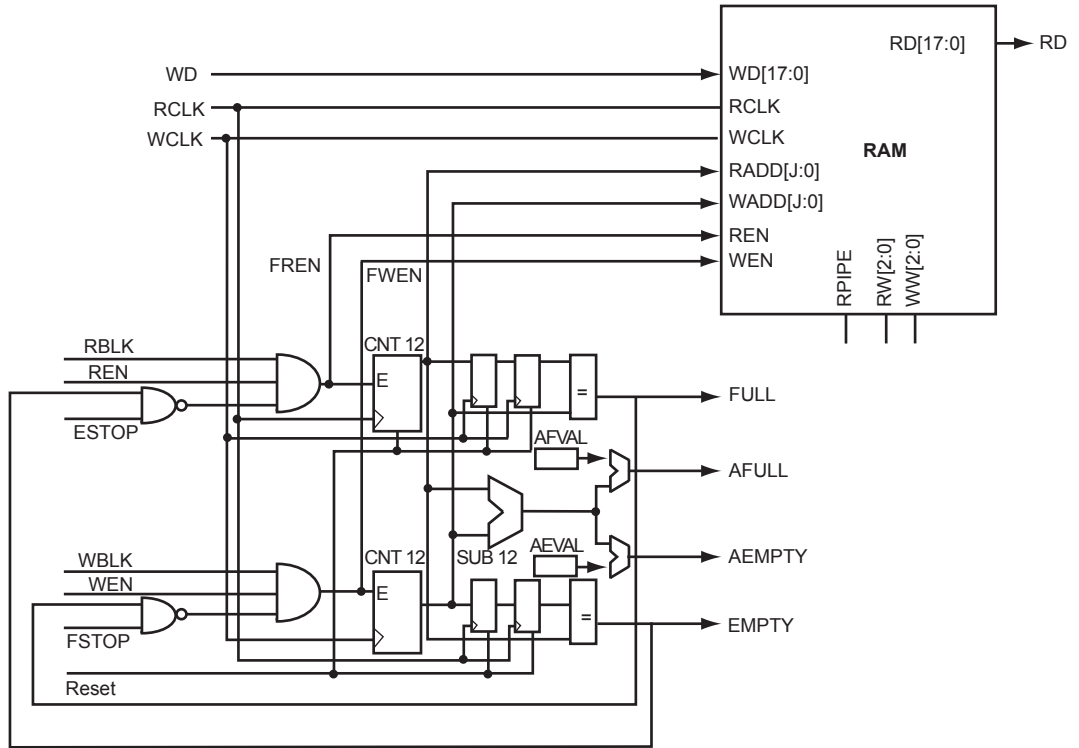 RD[17:0]
RD
WD
WD[17:0]
RCLK
RCLK
WCLK
WCLK
RAM
RADD[J:0]
WADD[J:0]
REN
FREN
FWEN
WEN
RPIPE
RW[2:0]
WW[2:0]
RBLK
CNT 12
REN
E
=
FULL
ESTOP
AFVAL
AFULL
WBLK
CNT 12
SUB 12
AEVAL
AEMPTY
WEN
E
=
EMPTY
FSTOP
Reset